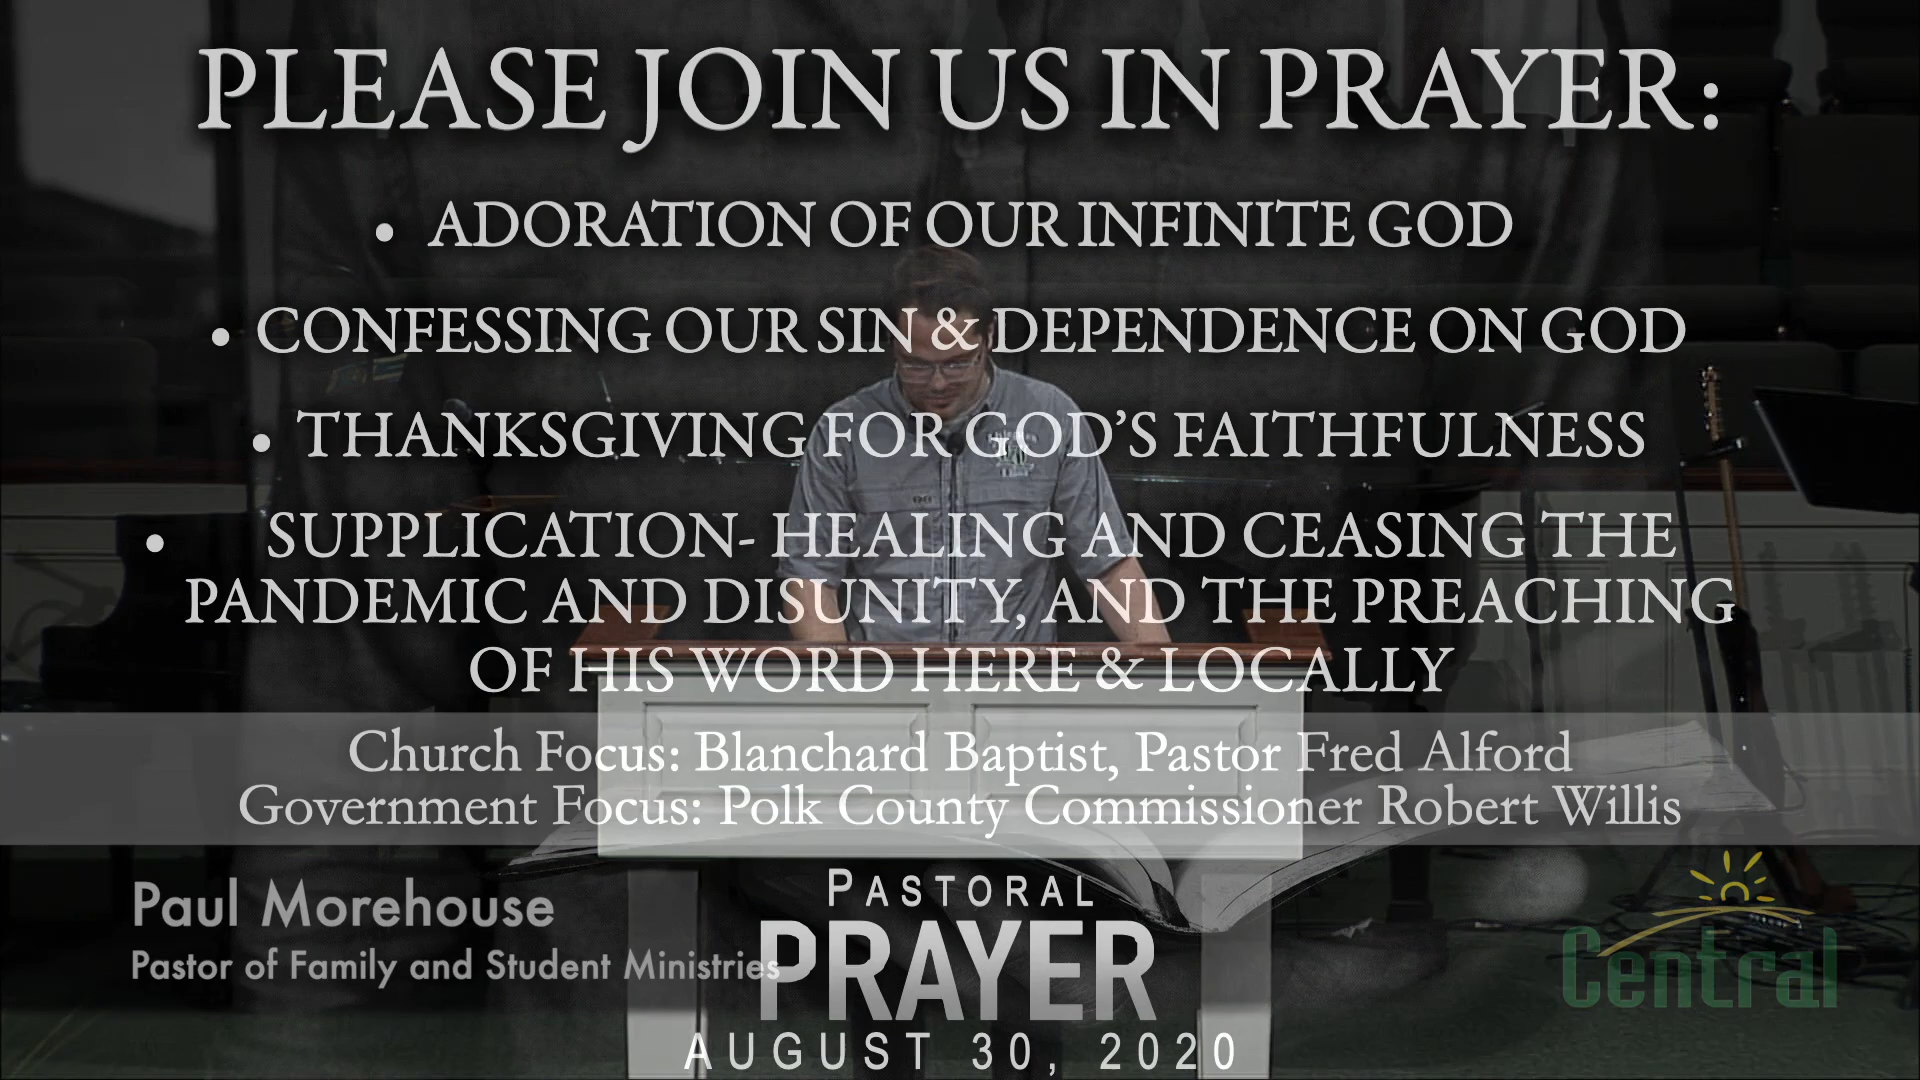 PLEASE JOIN US IN PRAYER:
• ADORATION OF OUR INFINITE GOD
• CONFESSING OUR SIN & DEPENDENCE ON GOD
• THANKSGIVING FOR GOD’S FAITHFULNESS
• SUPPLICATION- HEALING AND CEASING THE
PANDEMIC AND DISUNITY, AND THE PREACHING
OF HIS WORD HERE & LOCALLY
Church Focus: Blanchard Baptist, Pastor Fred Alford
Government Focus: Polk County Commissioner Robert Willis
Paul Morehouse
Pastor of Family and Student Ministries
PASTORAL
PRAYER
AUGUST 30, 2020
Central